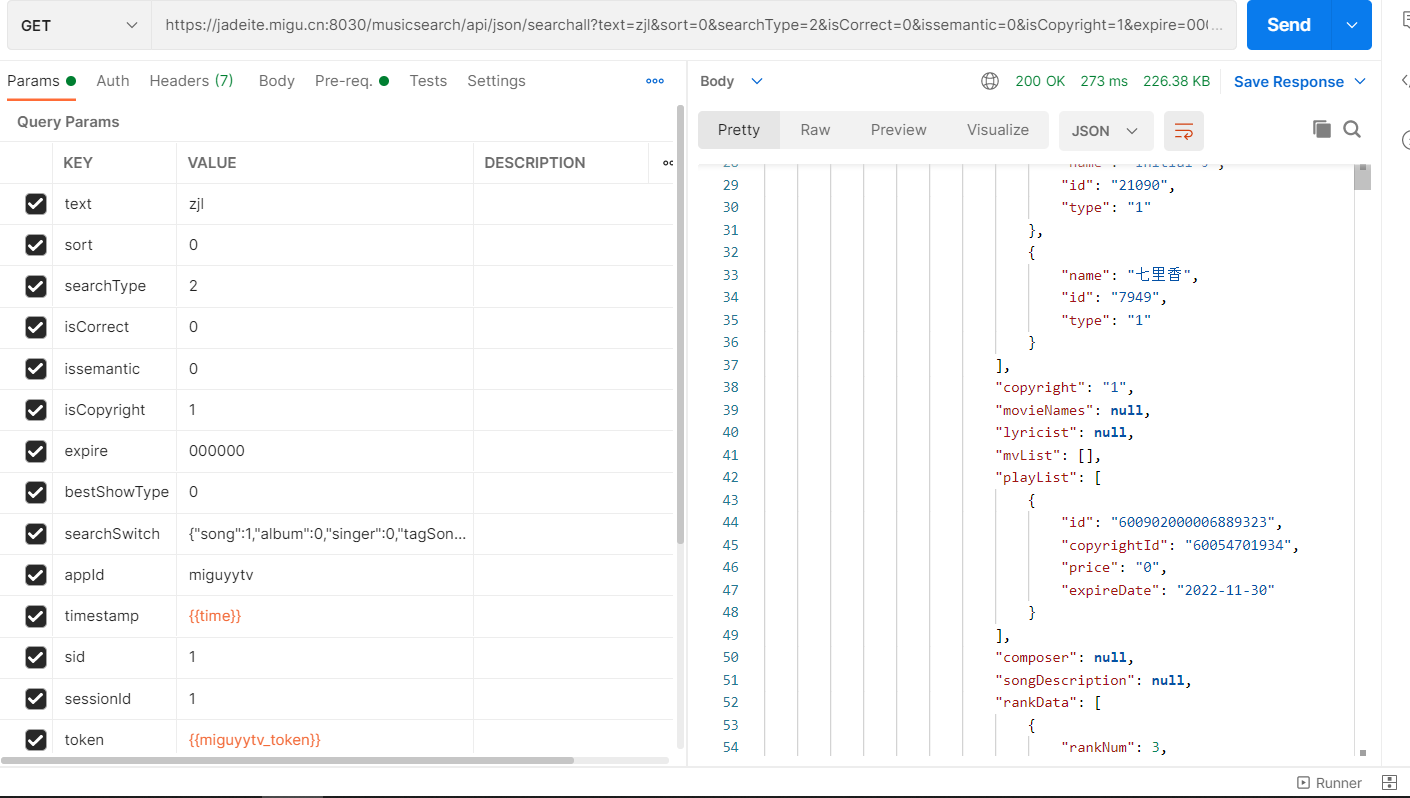 GET
https://jadeite.migu.cn:8030/musicsearch/api/json/searchall?text=zjl&sort=0&searchType=2&isCorrect=0&issemantic=0&isCopyright=1&expire=000...
Send
Params Auth Headers (7) Body Pre-req. Tests Settings
Query Params
KEY VALUE DESCRIPTION
text zjl
sort 0
searchType 2
isCorrect 0
issemantic 0
isCopyright 1
expire 000000
bestShowType 0
searchSwitch {"song":1,"album":0,"singer":0,"tagSon...
appId miguyytv
timestamp {{time}}
sid 1
sessionId 1
token {{miguyytv_token}}
Body 200 OK 273 ms 226.38 KB Save Response
Pretty Raw Preview Visualize JSON
29 "id": "21090",
30 "type": "1"
31 },
32 {
33 "name": "七里香",
34 "id": "7949",
35 "type": "1"
36 }
37 ],
38 "copyright": "1",
39 "movieNames": null,
40 "lyricist": null,
41 "mvList": [],
42 "playList": [
43 {
44 "id": "600902000006889323",
45 "copyrightId": "60054701934",
46 "price": "0",
47 "expireDate": "2022-11-30"
48 }
49 ],
50 "composer": null,
51 "songDescription": null,
52 "rankData": [
53 {
54 "rankNum": 3,
Runner